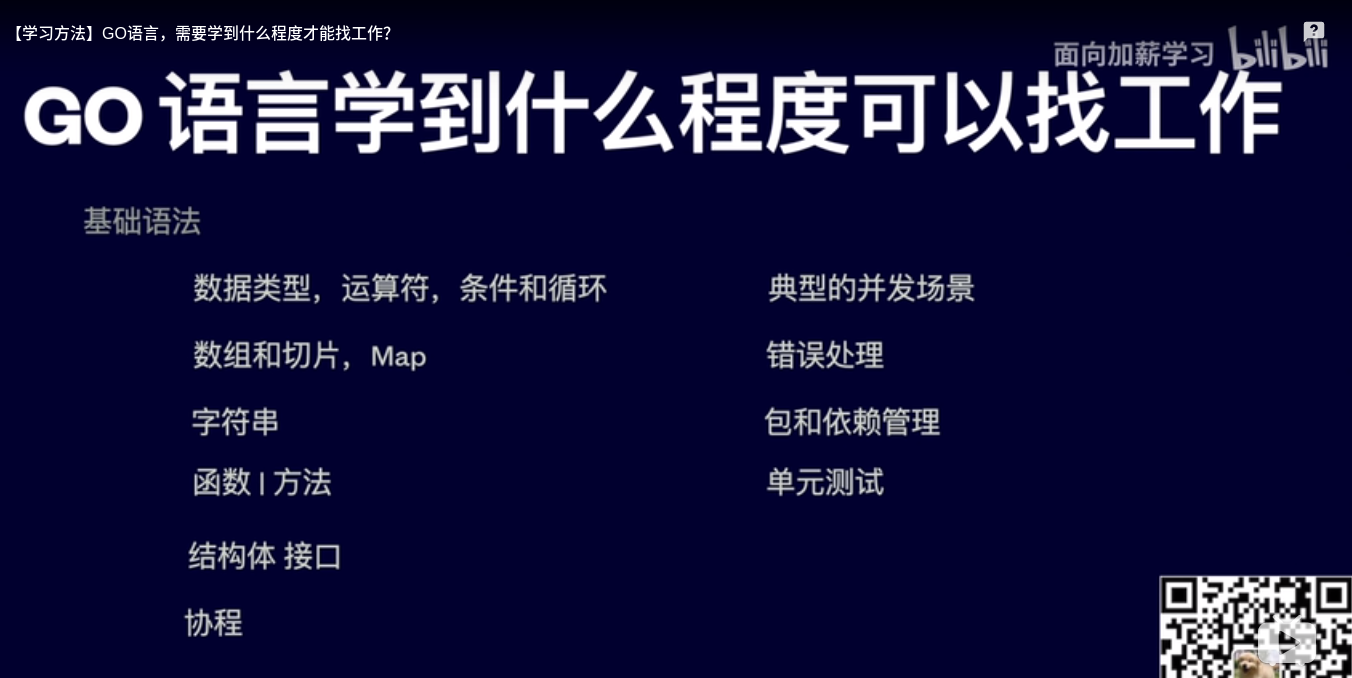 【学习方法】GO语言，需要学到什么程度才能找工作？
面向加薪学习 bilibili
GO 语言学到什么程度可以找工作
基础语法
数据类型，运算符，条件和循环
数组和切片，Map
字符串
函数 | 方法
结构体 接口
协程
典型的并发场景
错误处理
包和依赖管理
单元测试